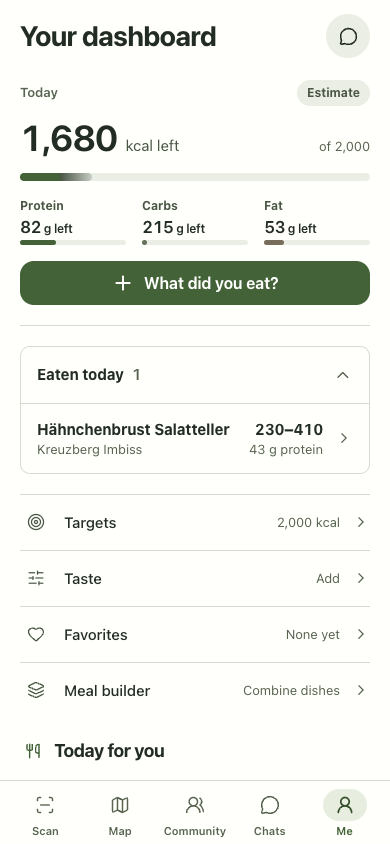 Your dashboard
Today
Estimate
1,680 kcal left
of 2,000
Protein
Carbs
Fat
82 g left
215 g left
53 g left
What did you eat?
Eaten today 1
Hähnchenbrust Salatteller
230–410
Kreuzberg Imbiss
43 g protein
Targets
2,000 kcal
Taste
Add
Favorites
None yet
Meal builder
Combine dishes
Today for you
Scan
Map
Community
Chats
Me